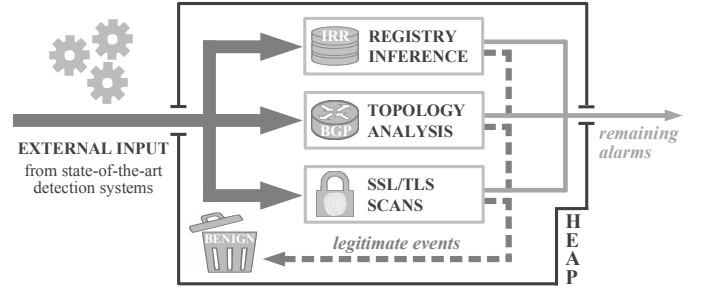 IRR
REGISTRY
INFERENCE
BGP
TOPOLOGY
ANALYSIS
EXTERNAL INPUT
from state-of-the-art
detection systems
remaining
alarms
SSL/TLS
SCANS
BENIGN
legitimate events
HEAP